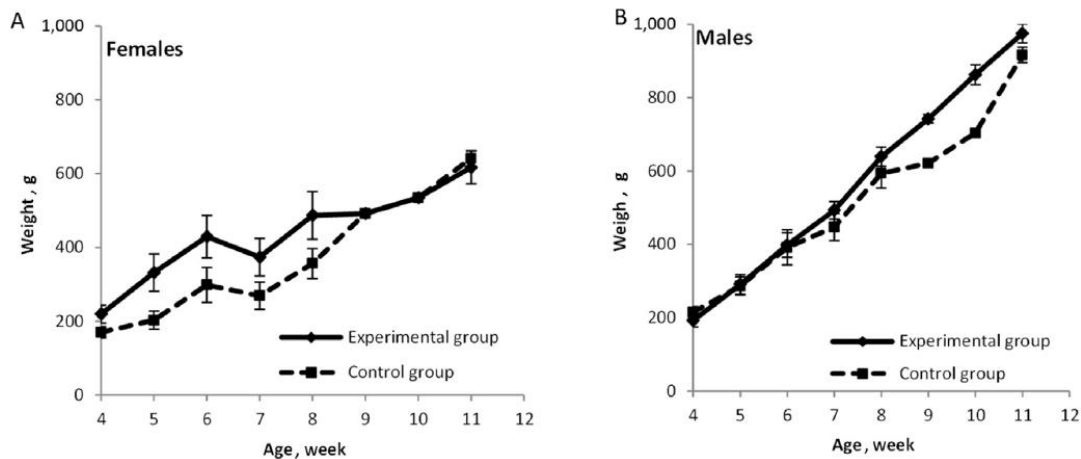 A
Females
1,000
800
600
400
200
0
Weight , g
4 5 6 7 8 9 10 11 12
Age , week
Experimental group
Control group
B
Males
1,000
800
600
400
200
0
Weigh , g
4 5 6 7 8 9 10 11 12
Age , week
Experimental group
Control group